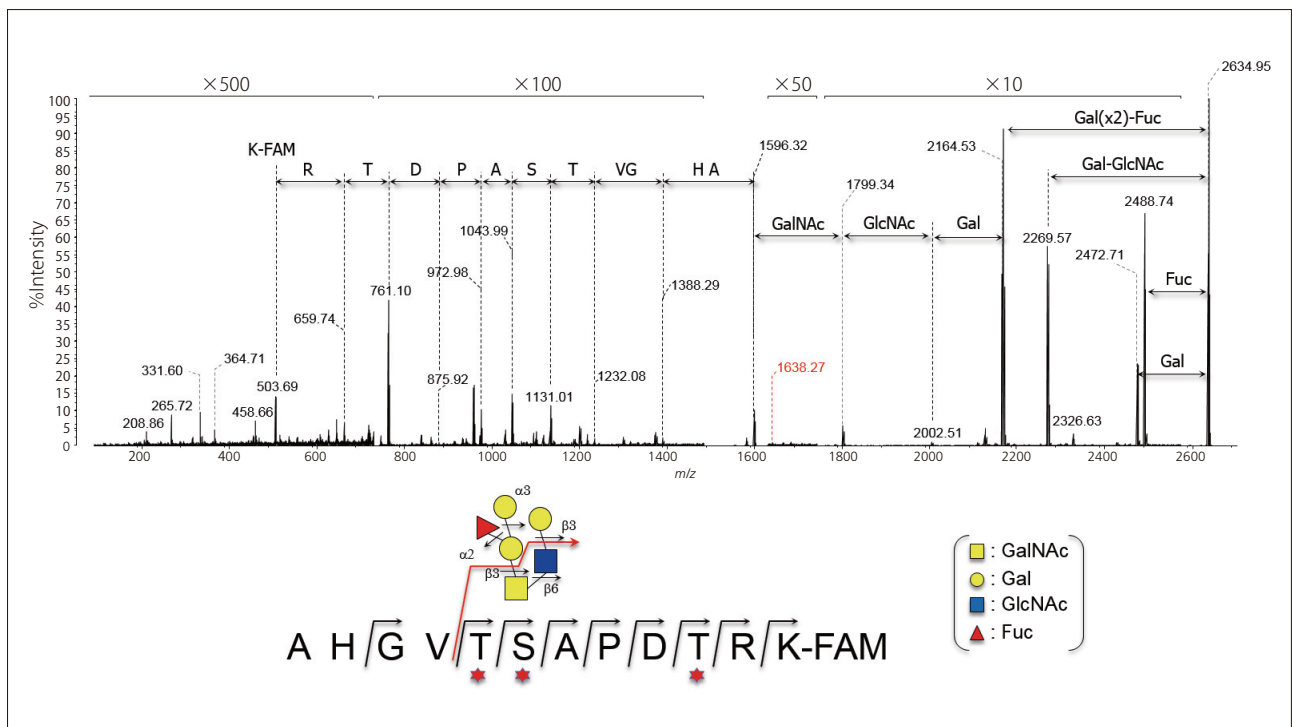 ×500 ×100 ×50 ×10
2634.95
100
95
90
85
80
75
70
65
60
55
50
45
40
35
30
25
20
15
10
5
0
%Intensity
K-FAM
R T D P A S T VG H A
1596.32
GalNAc GlcNAc Gal
Gal(x2)-Fuc
Gal-GlcNAc
Fuc
Gal
2164.53
1799.34
2488.74
2269.57
2472.71
1043.99
972.98
761.10
1388.29
659.74
364.71
331.60
503.69
265.72
208.86
458.66
875.92
1131.01
1232.08
1638.27
2002.51
2326.63
200 400 600 800 1000 1200 1400 1600 1800 2000 2200 2400 2600
m/z
α3
β3
α2
β3
β6
A H G V T S A P D T R K-FAM
: GalNAc
: Gal
: GlcNAc
: Fuc